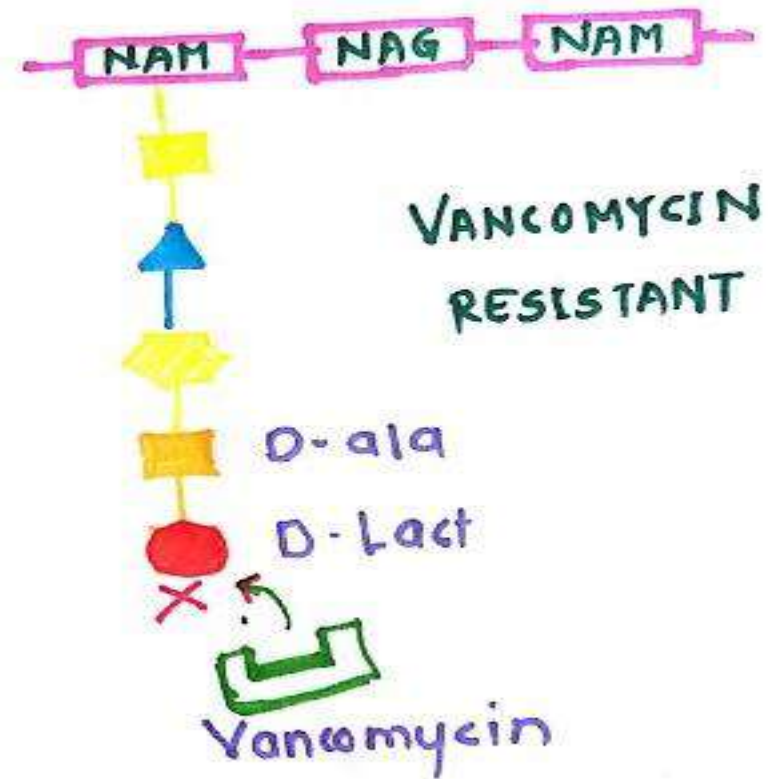 NAM NAG NAM
VANCOMYCIN
RESISTANT
D-ala
D-Lact
X
Vancomycin